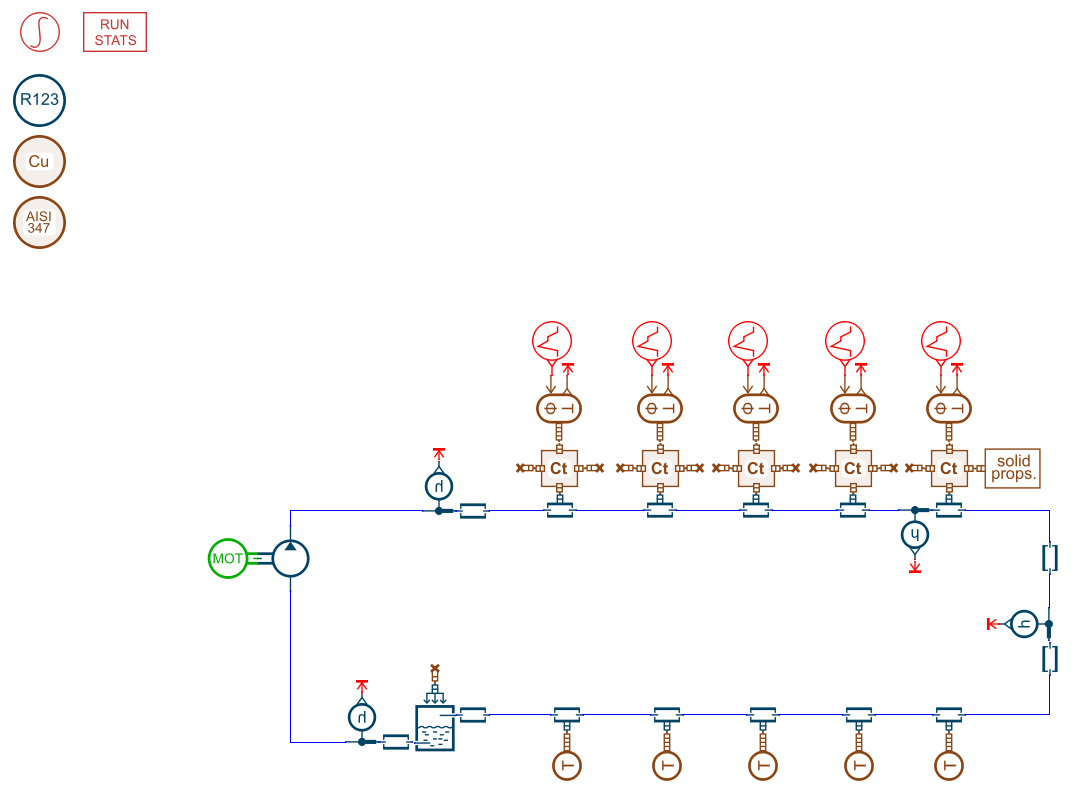 RUN
STATS
R123
Cu
AISI
347
Φ T Φ T Φ T Φ T Φ T
Ct Ct Ct Ct Ct
solid
props.
h
h
MOT
h
h
T T T T T